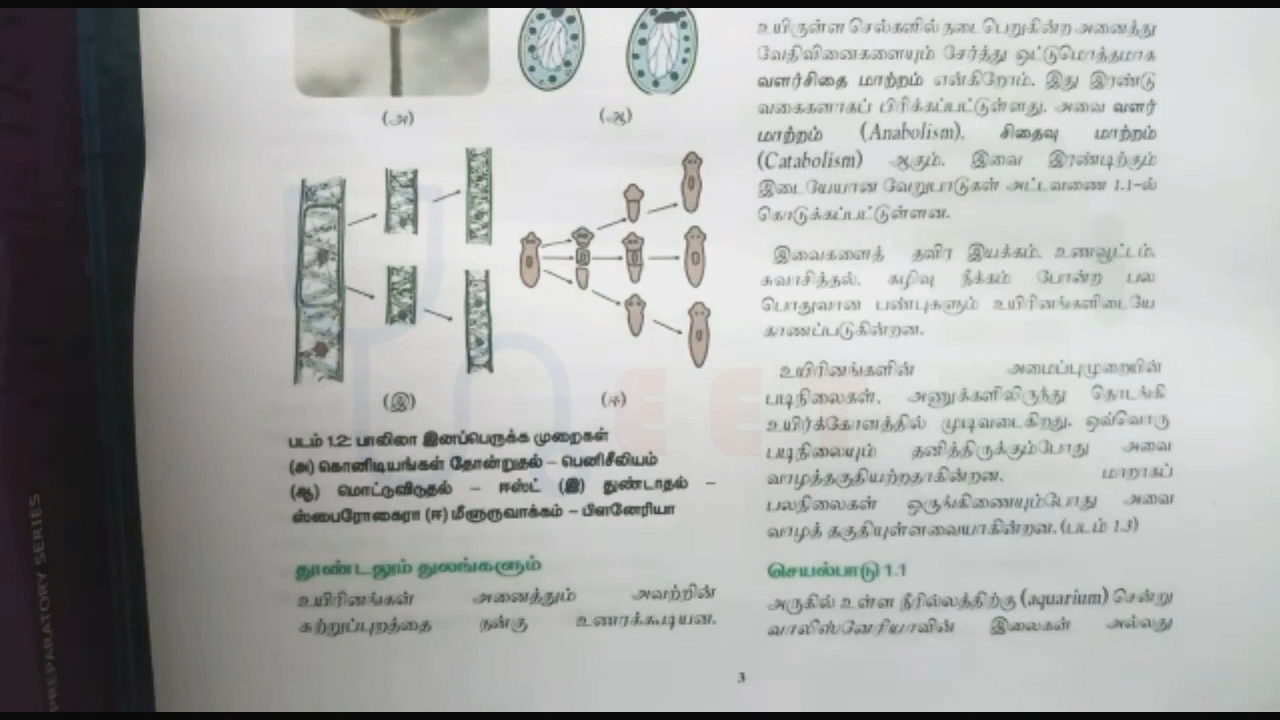 (அ)
(ஆ)
(இ)
(ஈ)
படம் 1.2: பாலிலா இனப்பெருக்க முறைகள்
(அ) கொனிடியங்கள் தோன்றுதல் – பெனிசீலியம்
(ஆ) மொட்டுவிடுதல் – ஈஸ்ட் (இ) துண்டாதல் –
ஸ்பைரோகைரா (ஈ) மீளுருவாக்கம் – பிளனேரியா
தூண்டலும் துலங்களும்
உயிரினங்கள் அனைத்தும் அவற்றின்
சுற்றுப்புறத்தை நன்கு உணரக்கூடியன.
உயிருள்ள செல்களில் நடைபெறுகின்ற அனைத்து
வேதிவினைகளையும் சேர்த்து ஒட்டுமொத்தமாக
வளர்சிதை மாற்றம் என்கிறோம். இது இரண்டு
வகைகளாகப் பிரிக்கப்பட்டுள்ளது. அவை வளர்
மாற்றம் (Anabolism), சிதைவு மாற்றம்
(Catabolism) ஆகும். இவை இரண்டிற்கும்
இடையேயான வேறுபாடுகள் அட்டவணை 1.1-ல்
கொடுக்கப்பட்டுள்ளன.
இவைகளைத் தவிர இயக்கம், உணவூட்டம்,
சுவாசித்தல், கழிவு நீக்கம் போன்ற பல
பொதுவான பண்புகளும் உயிரினங்களிடையே
காணப்படுகின்றன.
உயிரினங்களின் அமைப்புமுறையின்
படிநிலைகள், அணுக்களிலிருந்து தொடங்கி
உயிர்க்கோளத்தில் முடிவடைகிறது. ஒவ்வொரு
படிநிலையும் தனித்திருக்கும்போது அவை
வாழத்தகுதியற்றதாகின்றன. மாறாகப்
பலநிலைகள் ஒருங்கிணையும்போது அவை
வாழத் தகுதியுள்ளவையாகின்றன. (படம் 1.3)
செயல்பாடு 1.1
அருகில் உள்ள நீரில்லத்திற்கு (aquarium) சென்று
வாலிஸ்னேரியாவின் இலைகள் அல்லது
3
PREPARATORY SERIES
NEET